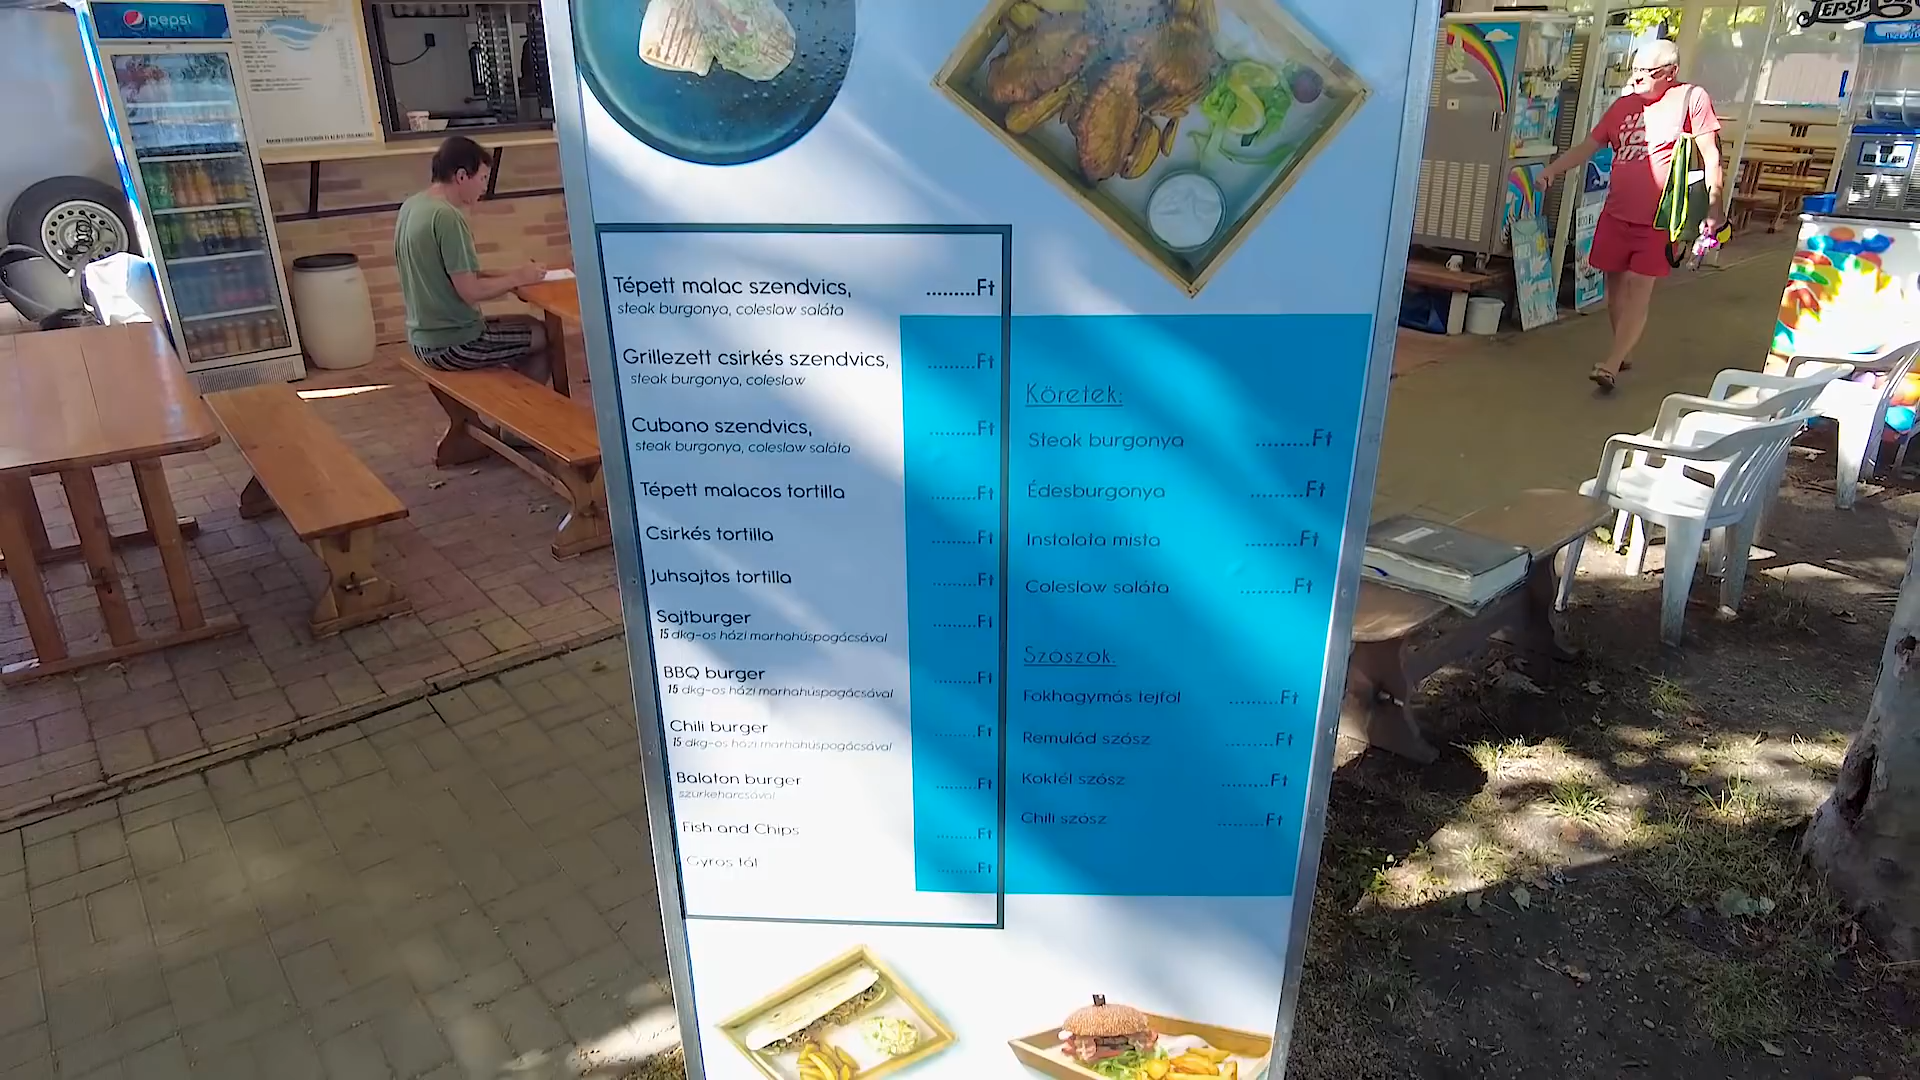 pepsi
Tépett malac szendvics, .........Ft
steak burgonya, coleslaw saláta
Grillezett csirkés szendvics, .........Ft
steak burgonya, coleslaw
Cubano szendvics, .........Ft
steak burgonya, coleslaw saláta
Tépett malacos tortilla .........Ft
Csirkés tortilla .........Ft
Juhsajtos tortilla .........Ft
Sajtburger .........Ft
15 dkg-os házi marhahúspogácsával
BBQ burger .........Ft
15 dkg-os házi marhahúspogácsával
Chili burger .........Ft
15 dkg-os házi marhahúspogácsával
Balaton burger .........Ft
szürkeharcsával
Fish and Chips .........Ft
Gyros tál .........Ft
Köretek:
Steak burgonya .........Ft
Édesburgonya .........Ft
Instalata mista .........Ft
Coleslaw saláta .........Ft
Szószok:
Fokhagymás tejföl .........Ft
Remulád szósz .........Ft
Koktél szósz .........Ft
Chili szósz .........Ft